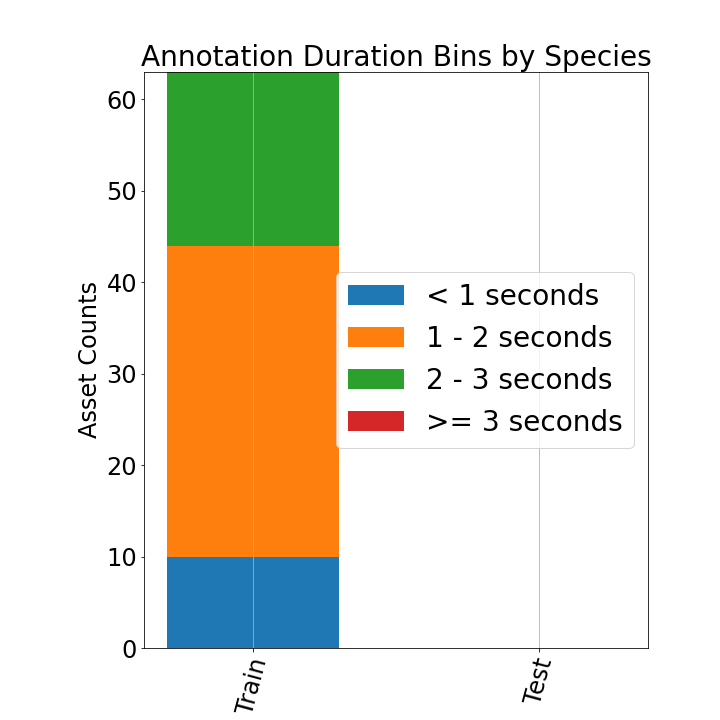 Annotation Duration Bins by Species
60
50
40
30
20
10
0
Asset Counts
< 1 seconds
1 - 2 seconds
2 - 3 seconds
>= 3 seconds
Train
Test